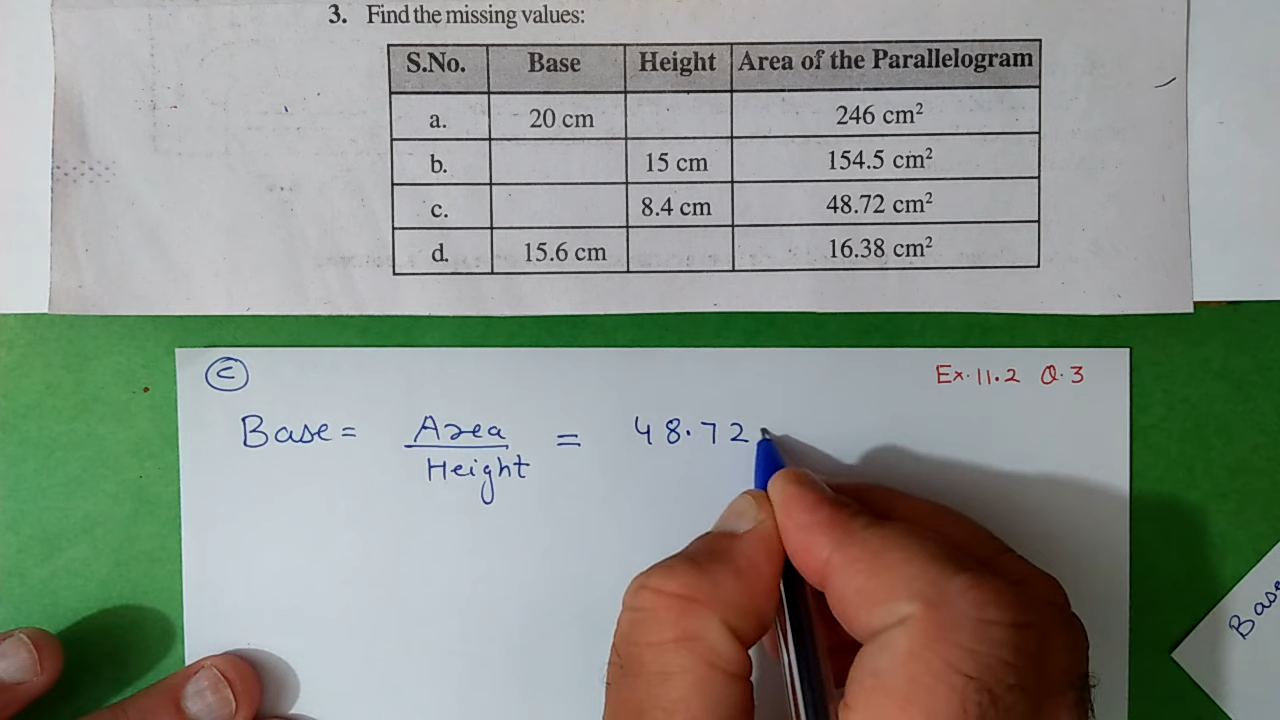 3. Find the missing values:
S.No. Base Height Area of the Parallelogram
a. 20 cm 246 cm²
b. 15 cm 154.5 cm²
c. 8.4 cm 48.72 cm²
d. 15.6 cm 16.38 cm²
c Ex. 11.2 Q.3
Base = Area = 48.72
Height
Base